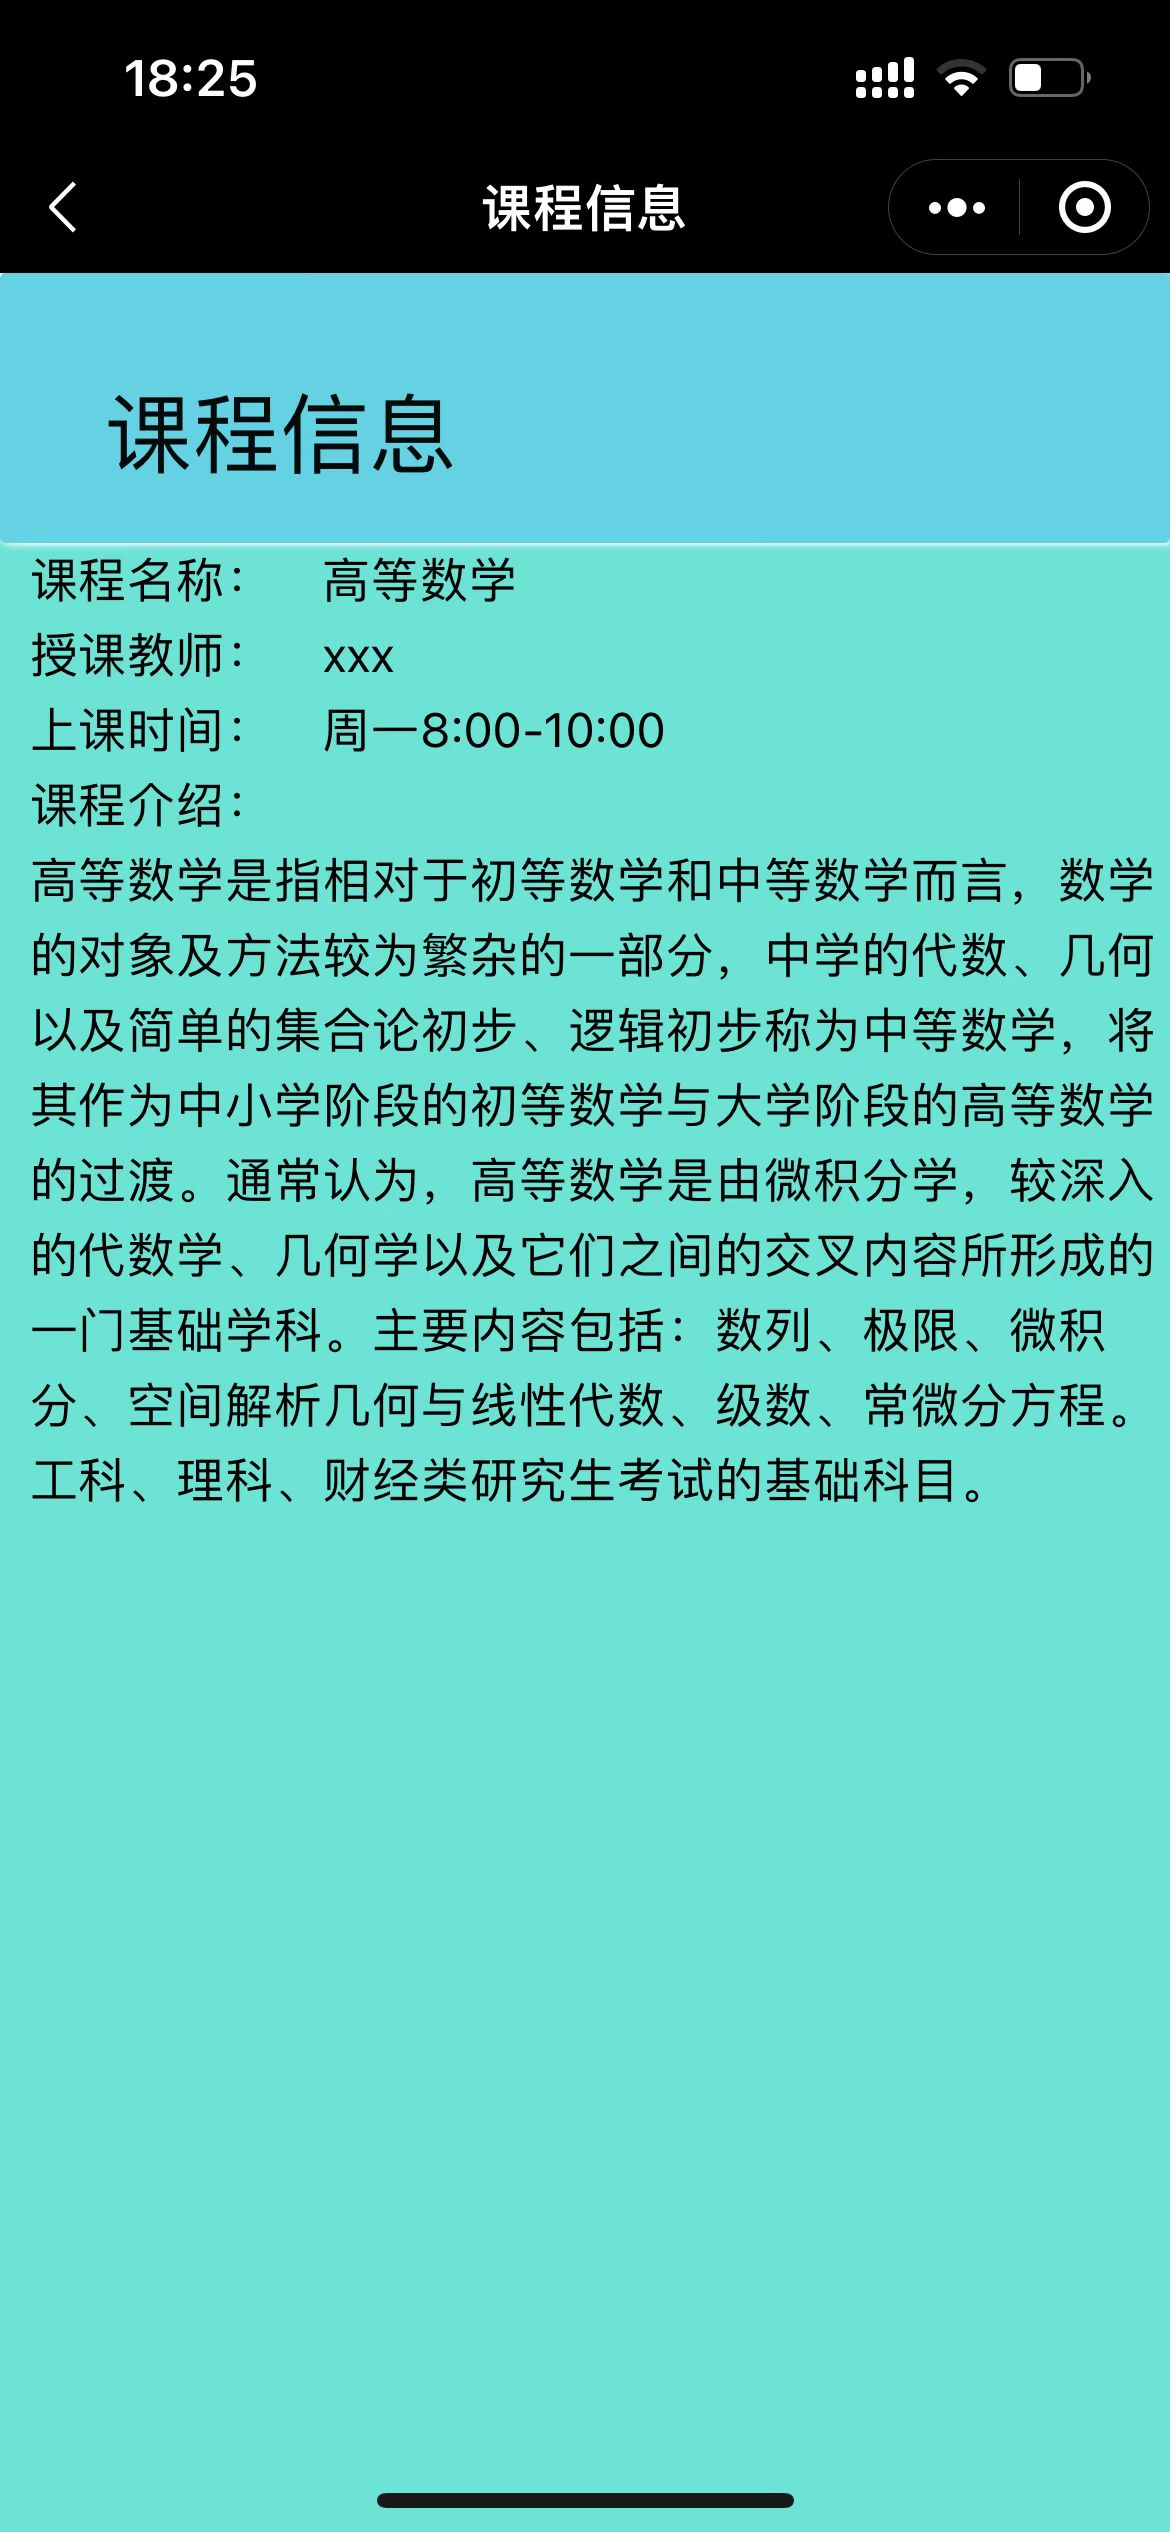 18:25
课程信息
课程信息
课程名称： 高等数学
授课教师： xxx
上课时间： 周一8:00-10:00
课程介绍：
高等数学是指相对于初等数学和中等数学而言，数学
的对象及方法较为繁杂的一部分，中学的代数、几何
以及简单的集合论初步、逻辑初步称为中等数学，将
其作为中小学阶段的初等数学与大学阶段的高等数学
的过渡。通常认为，高等数学是由微积分学，较深入
的代数学、几何学以及它们之间的交叉内容所形成的
一门基础学科。主要内容包括：数列、极限、微积
分、空间解析几何与线性代数、级数、常微分方程。
工科、理科、财经类研究生考试的基础科目。